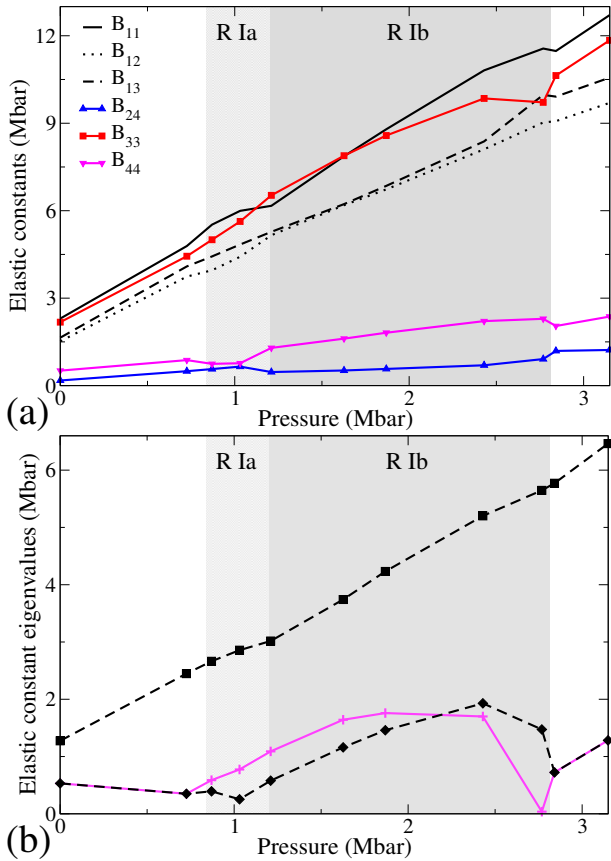 R Ia
R Ib
B11
B12
B13
B24
B33
B44
Elastic constants (Mbar)
12
9
6
3
0
0
1
2
3
Pressure (Mbar)
(a)
R Ia
R Ib
Elastic constant eigenvalues (Mbar)
6
4
2
0
0
1
2
3
Pressure (Mbar)
(b)